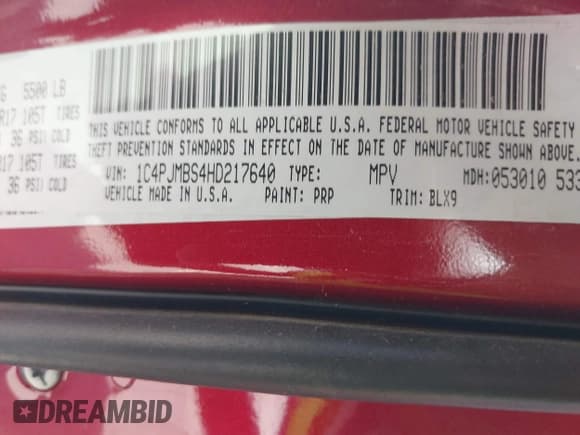 5500 LB
R17 105T TIRES
36 PSI/COLD
R17 105T TIRES
36 PSI/COLD
THIS VEHICLE CONFORMS TO ALL APPLICABLE U.S.A. FEDERAL MOTOR VEHICLE SAFETY
THEFT PREVENTION STANDARDS IN EFFECT ON THE DATE OF MANUFACTURE SHOWN ABOVE.
VIN: 1C4PJMBS4HD217640 TYPE: MPV MDH:053010 533
VEHICLE MADE IN U.S.A. PAINT: PRP TRIM: BLX9
DREAMBID